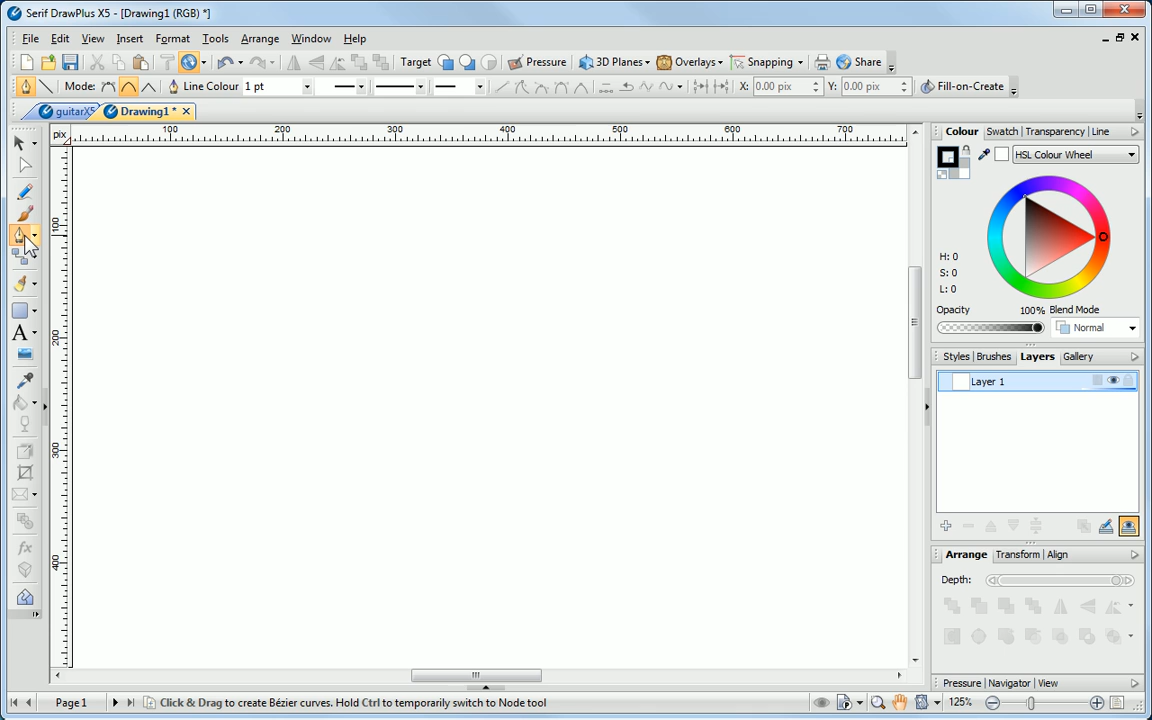 Serif DrawPlus X5 - [Drawing1 (RGB) *]
File Edit View Insert Format Tools Arrange Window Help
Target Pressure 3D Planes Overlays Snapping Share
Mode: Line Colour 1 pt X: 0.00 pix Y: 0.00 pix Fill-on-Create
guitarX5 Drawing1 *
pix 100 200 300 400 500 600 700
100
200
300
400
A
fx
Colour Swatch Transparency Line
HSL Colour Wheel
H: 0
S: 0
L: 0
Opacity 100% Blend Mode
Normal
Styles Brushes Layers Gallery
Layer 1
Arrange Transform Align
Depth:
Pressure Navigator View
Page 1 Click & Drag to create Bézier curves. Hold Ctrl to temporarily switch to Node tool 125%